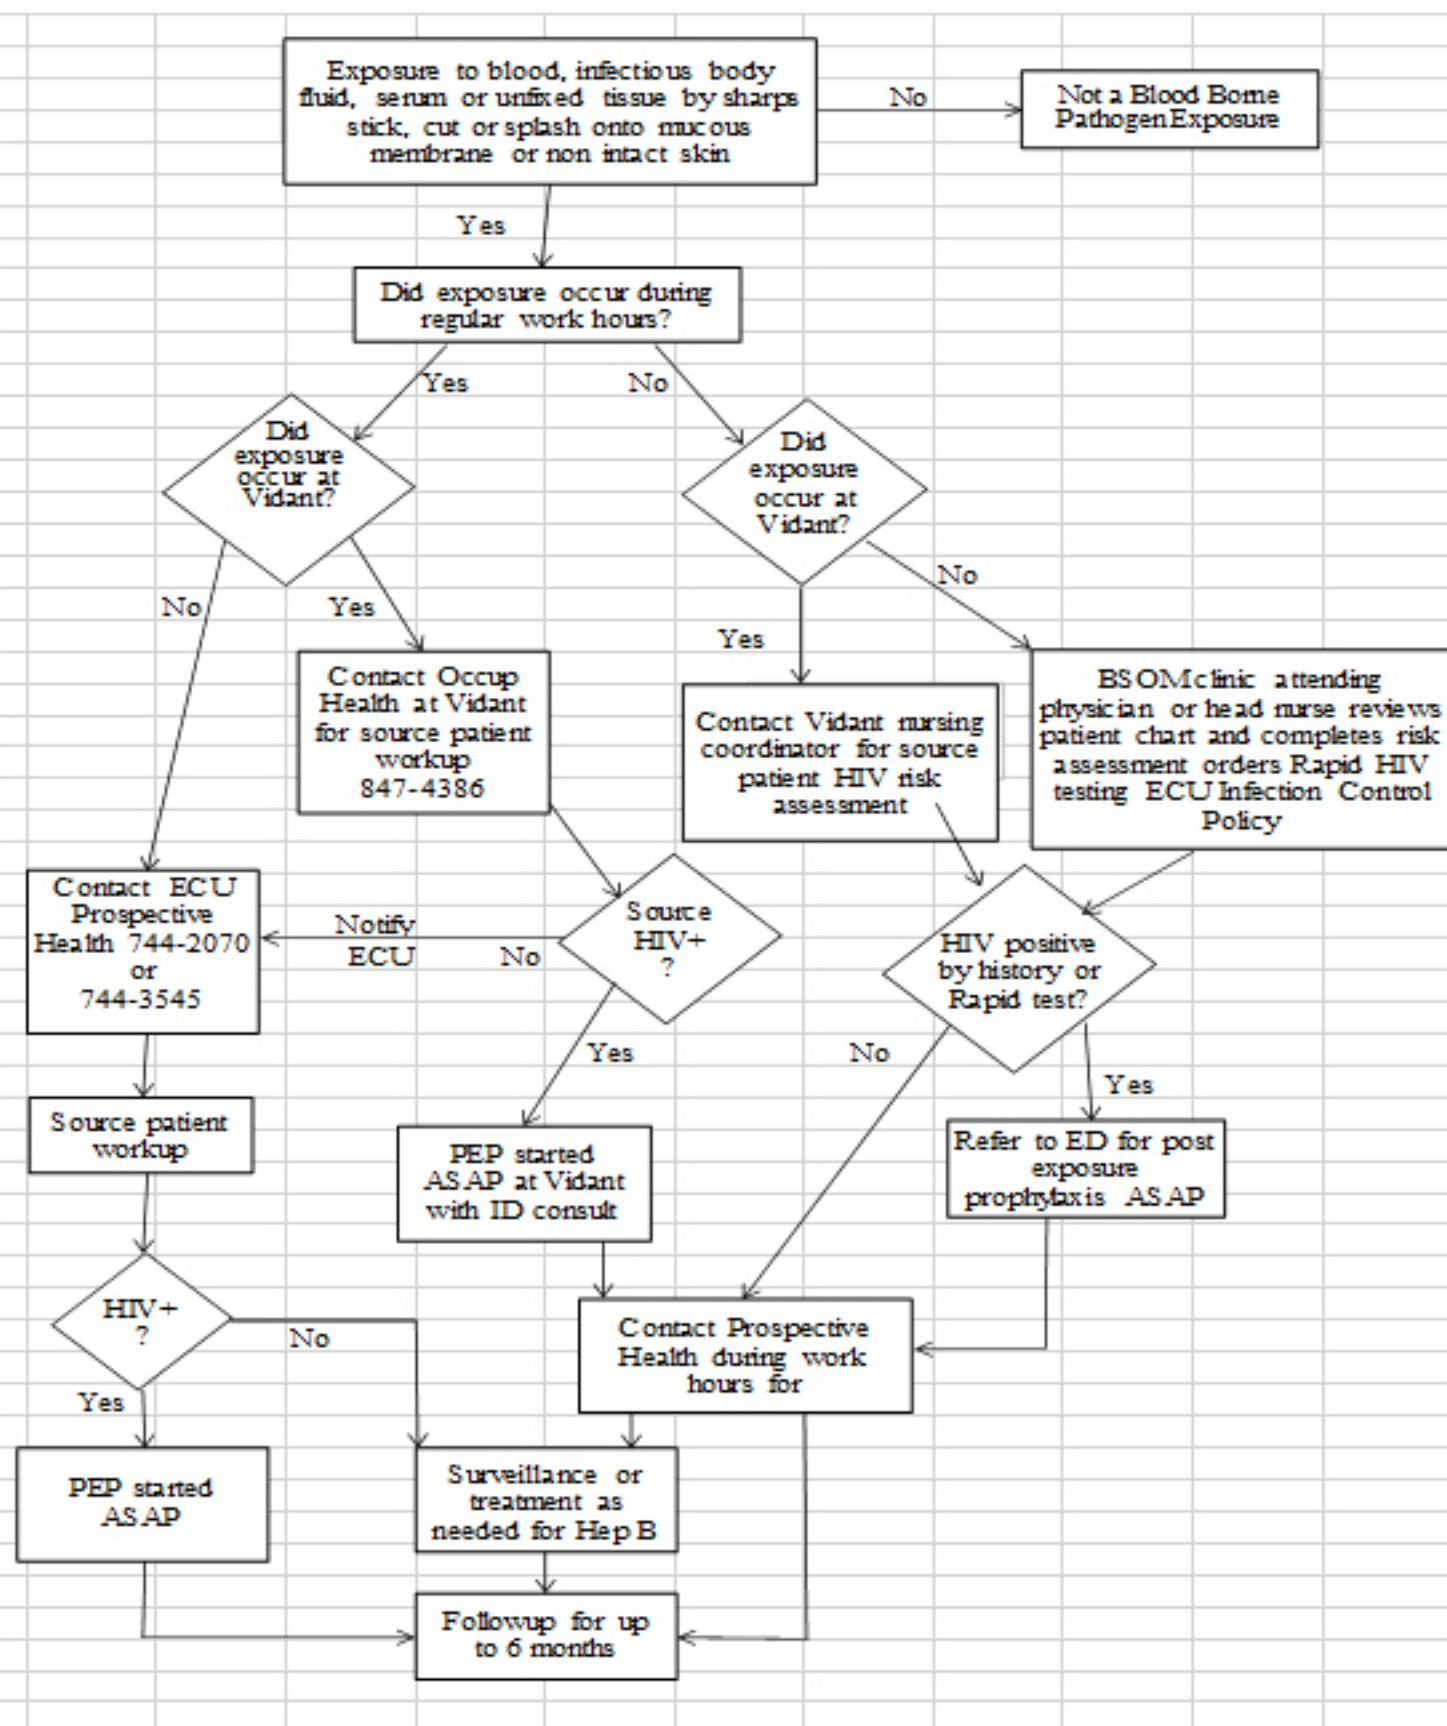 Exposure to blood, infectious body
fluid, serum or unfixed tissue by sharps
stick, cut or splash onto mucous
membrane or non intact skin
No
Not a Blood Borne
Pathogen Exposure
Yes
Did exposure occur during
regular work hours?
Yes
No
Did
exposure
occur at
Vidant?
Did
exposure
occur at
Vidant?
No
Yes
Yes
No
Contact Occup
Health at Vidant
for source patient
workup
847-4386
Contact Vidant nursing
coordinator for source
patient HIV risk
assessment
BSOM clinic attending
physician or head nurse reviews
patient chart and completes risk
assessment orders Rapid HIV
testing ECU Infection Control
Policy
Contact ECU
Prospective
Health 744-2070
or
744-3545
Notify
ECU
No
Source
HIV+
?
HIV positive
by history or
Rapid test?
Yes
No
Yes
Source patient
workup
PEP started
ASAP at Vidant
with ID consult
Refer to ED for post
exposure
prophylaxis ASAP
HIV+
?
No
Yes
Contact Prospective
Health during work
hours for
PEP started
ASAP
Surveillance or
treatment as
needed for Hep B
Followup for up
to 6 months